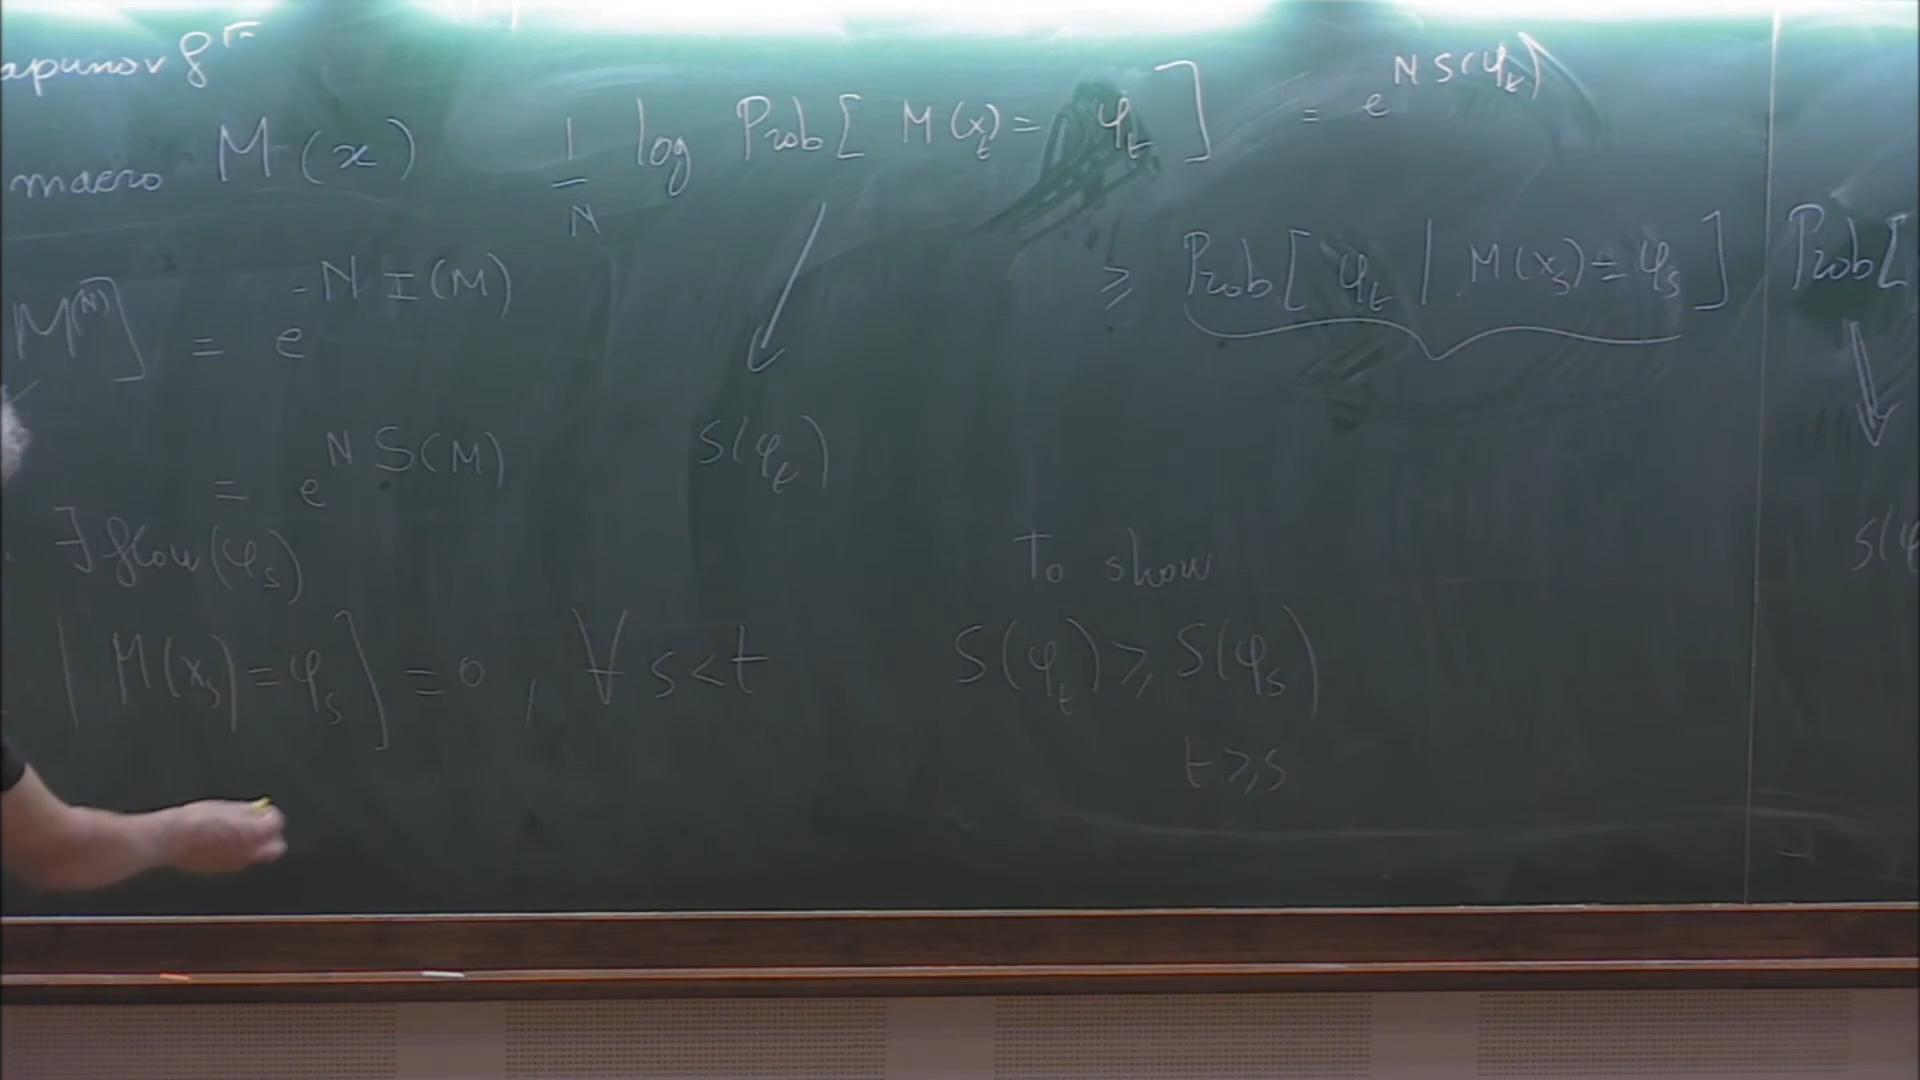 apunov f
macro M(x) 1/N log Prob[ M(x_t) = φ_t ] = e^{N S(φ_t)}
≥ Prob[ φ_t | M(x_s) = φ_s ] Prob[
M^{(N)}] = e^{-N I(M)}
= e^{N S(M)} S(φ_t)
∃ flow(φ_s) To show S(φ
| M(x_s) = φ_s ] = 0, ∀ s < t S(φ_t) ≥ S(φ_s)
t ≥ s